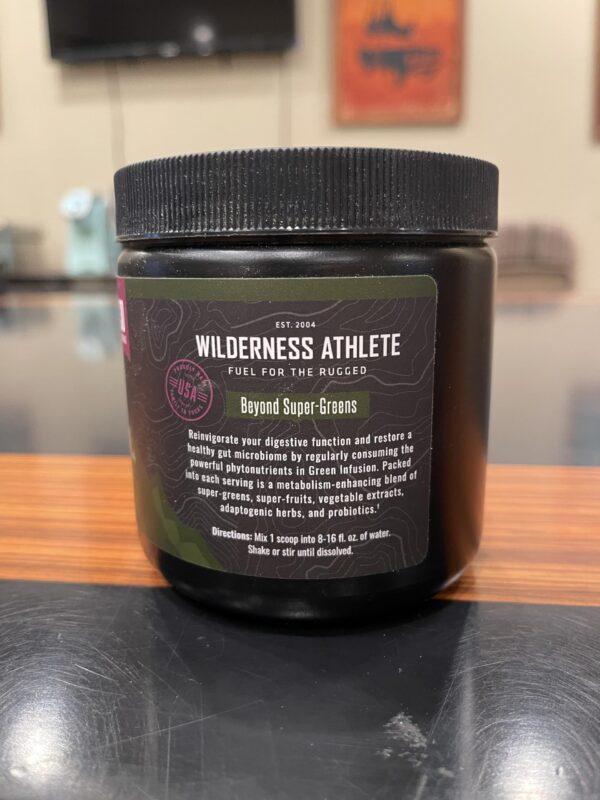 EST. 2004
WILDERNESS ATHLETE
FUEL FOR THE RUGGED
USA
Beyond Super-Greens
Reinvigorate your digestive function and restore a
healthy gut microbiome by regularly consuming the
powerful phytonutrients in Green Infusion. Packed
into each serving is a metabolism-enhancing blend of
super-greens, super-fruits, vegetable extracts,
adaptogenic herbs, and probiotics.†
Directions: Mix 1 scoop into 8-16 fl. oz. of water.
Shake or stir until dissolved.